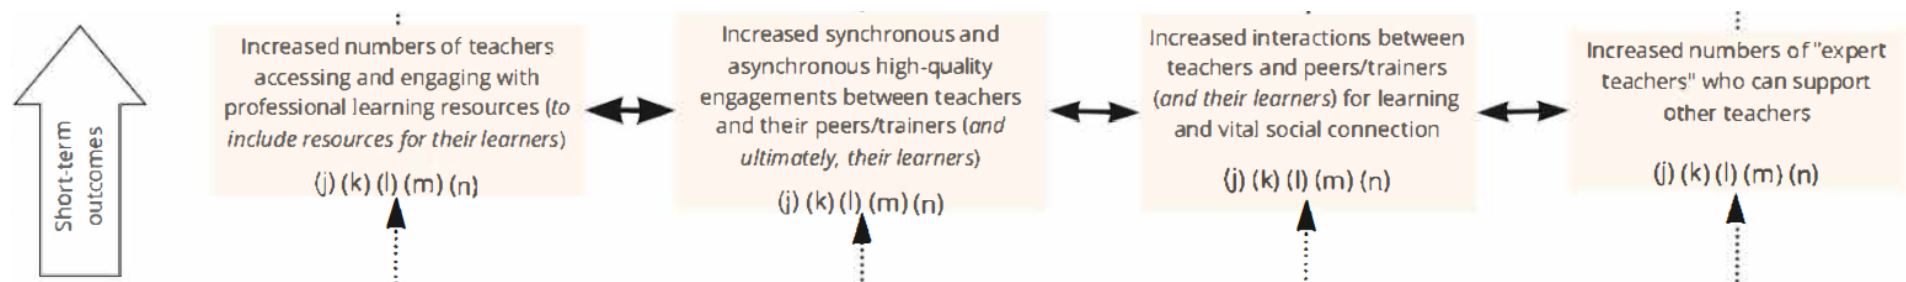 Short-term
outcomes
Increased numbers of teachers
accessing and engaging with
professional learning resources (to
include resources for their learners)
(j) (k) (l) (m) (n)
Increased synchronous and
asynchronous high-quality
engagements between teachers
and their peers/trainers (and
ultimately, their learners)
(j) (k) (l) (m) (n)
Increased interactions between
teachers and peers/trainers
(and their learners) for learning
and vital social connection
(j) (k) (l) (m) (n)
Increased numbers of "expert
teachers" who can support
other teachers
(j) (k) (l) (m) (n)